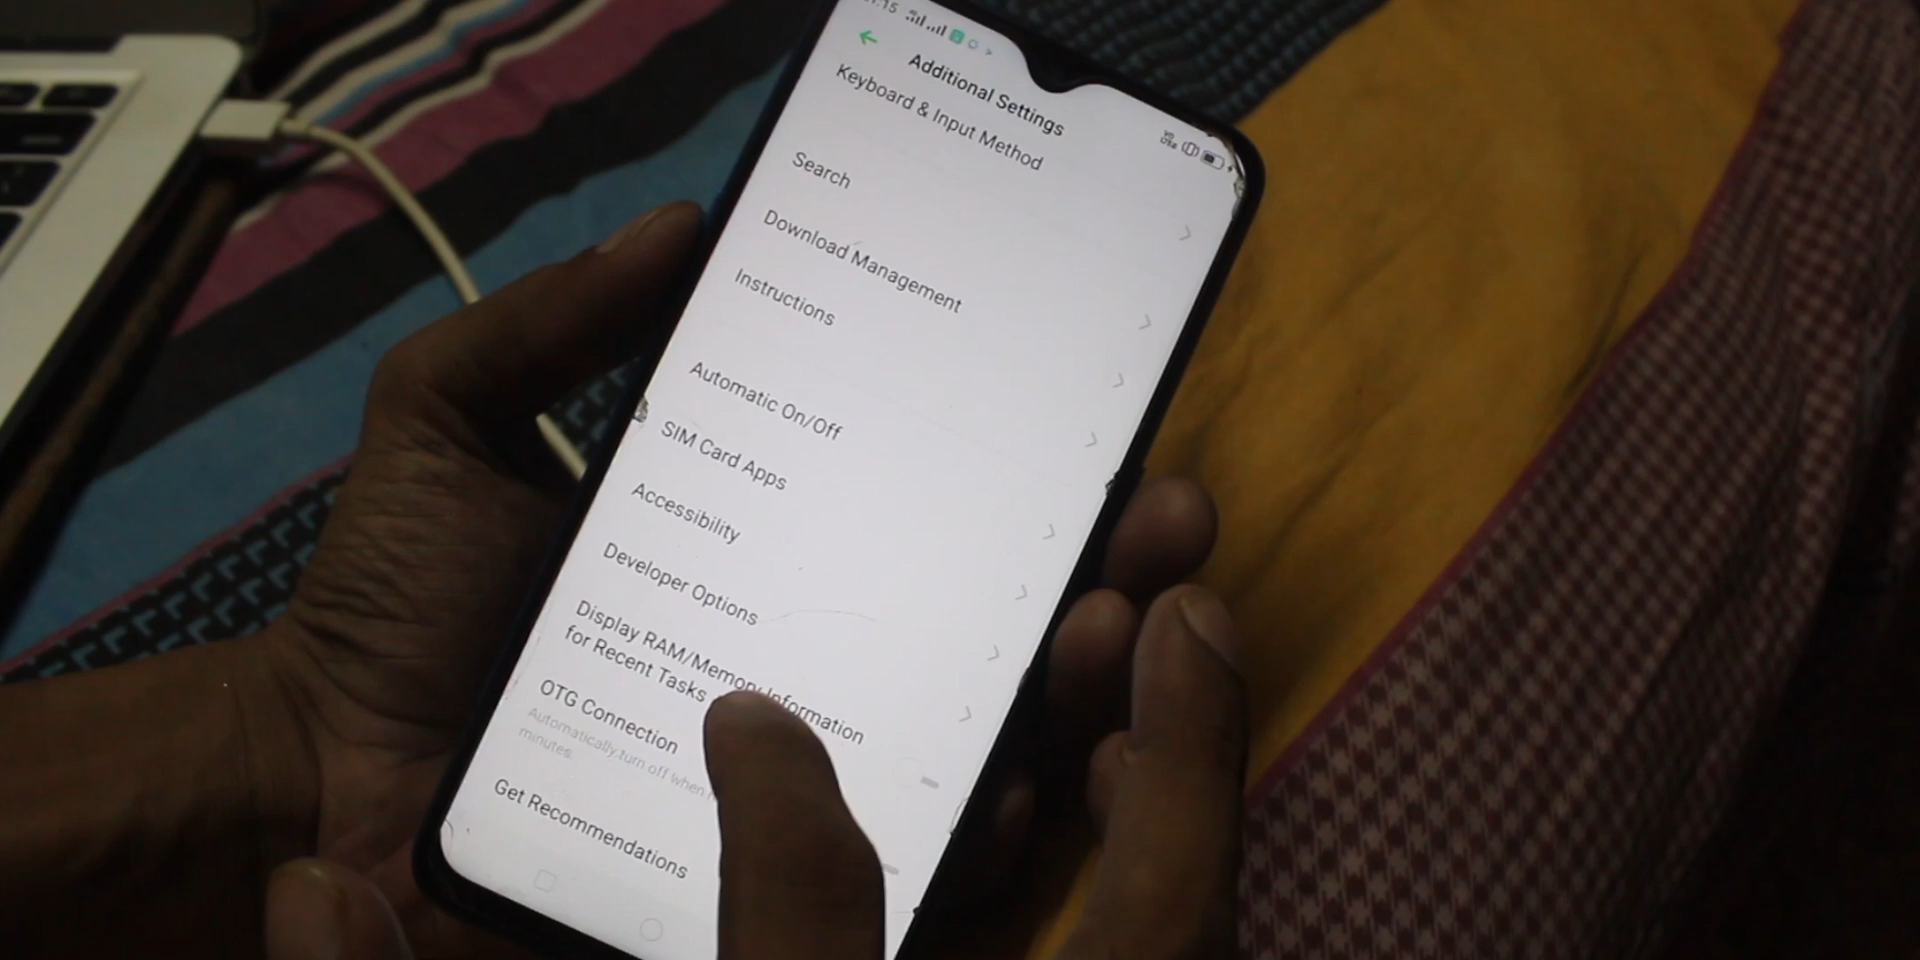 Additional Settings
Keyboard & Input Method
Search
Download Management
Instructions
Automatic On/Off
SIM Card Apps
Accessibility
Developer Options
Display RAM/Memory Information
for Recent Tasks
OTG Connection
Automatically turn off when
minutes.
Get Recommendations